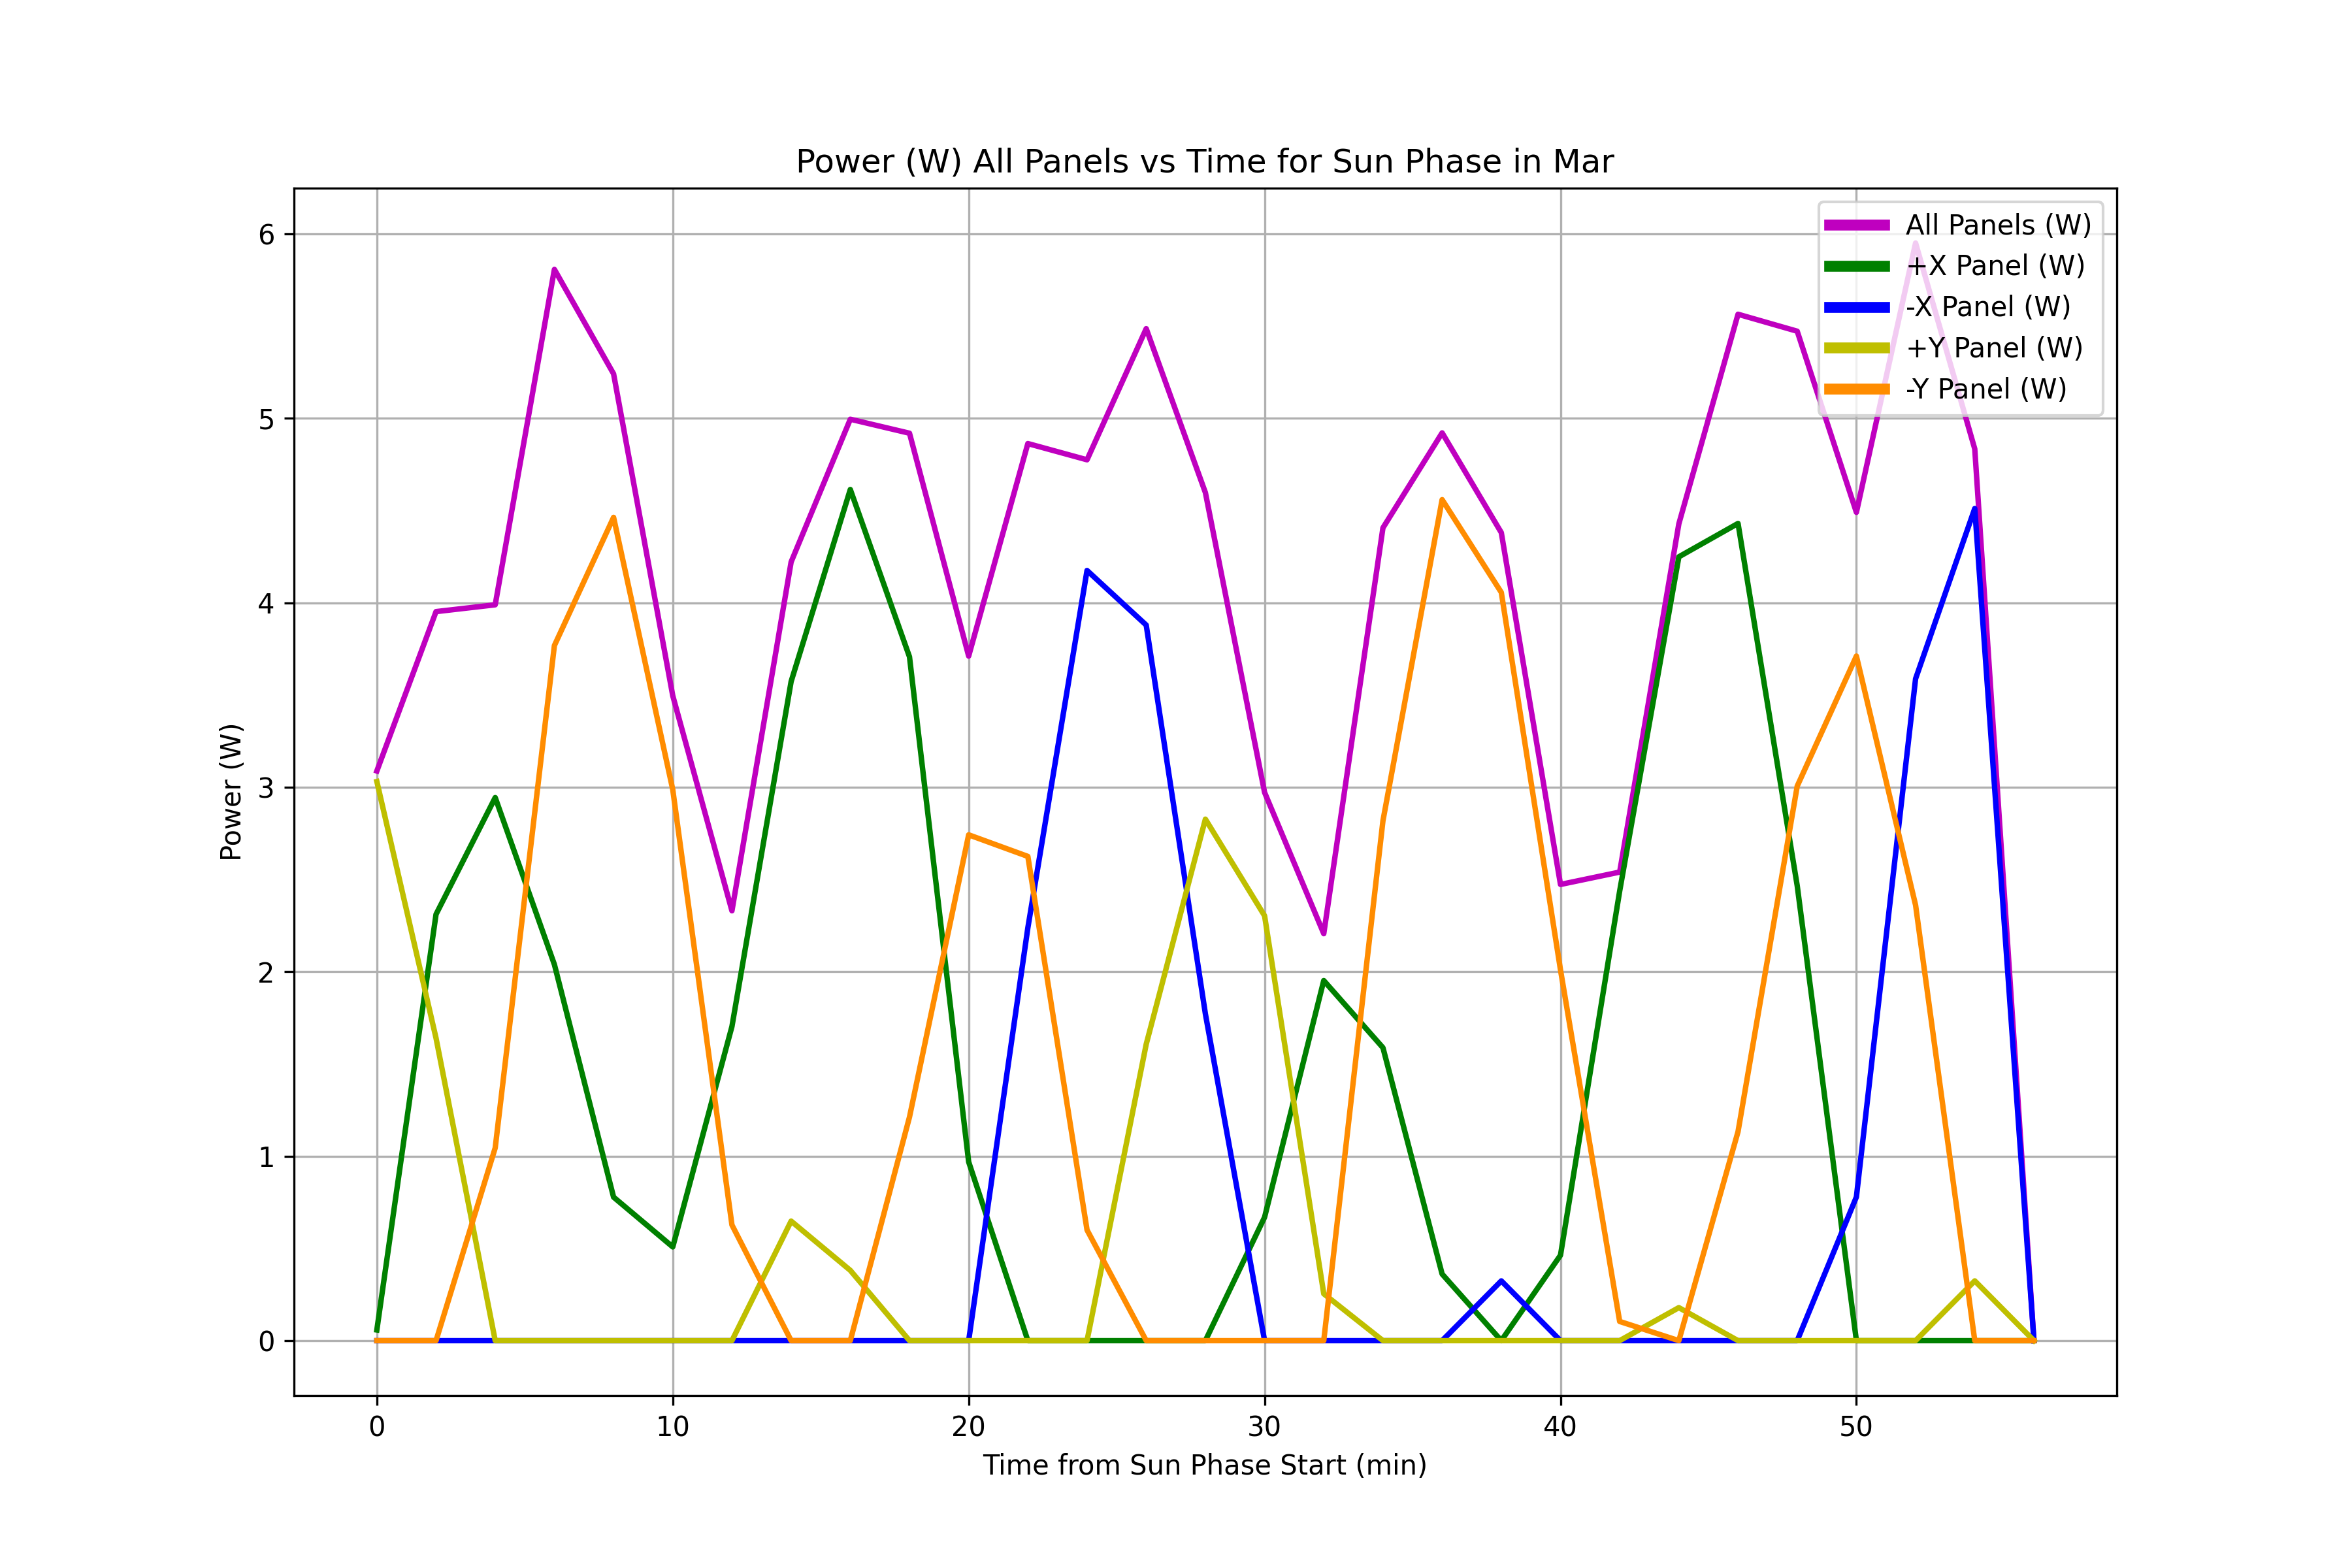 Power (W) All Panels vs Time for Sun Phase in Mar
All Panels (W)
+X Panel (W)
-X Panel (W)
+Y Panel (W)
-Y Panel (W)
6
5
4
3
2
1
0
Power (W)
0 10 20 30 40 50
Time from Sun Phase Start (min)